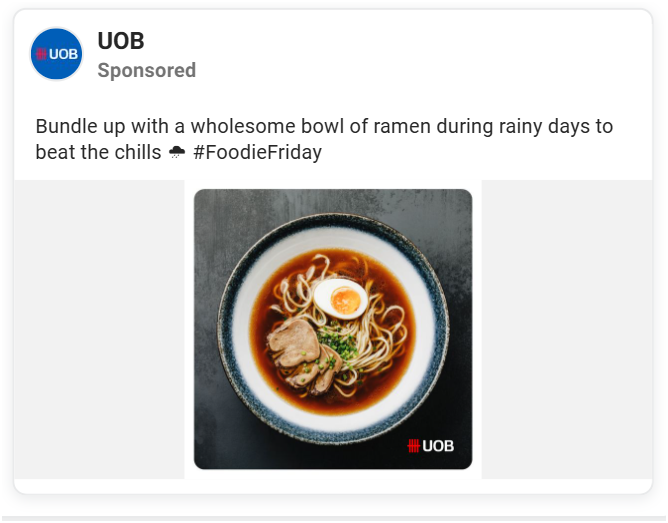 UOB
UOB
Sponsored
Bundle up with a wholesome bowl of ramen during rainy days to
beat the chills 🌧 #FoodieFriday
UOB